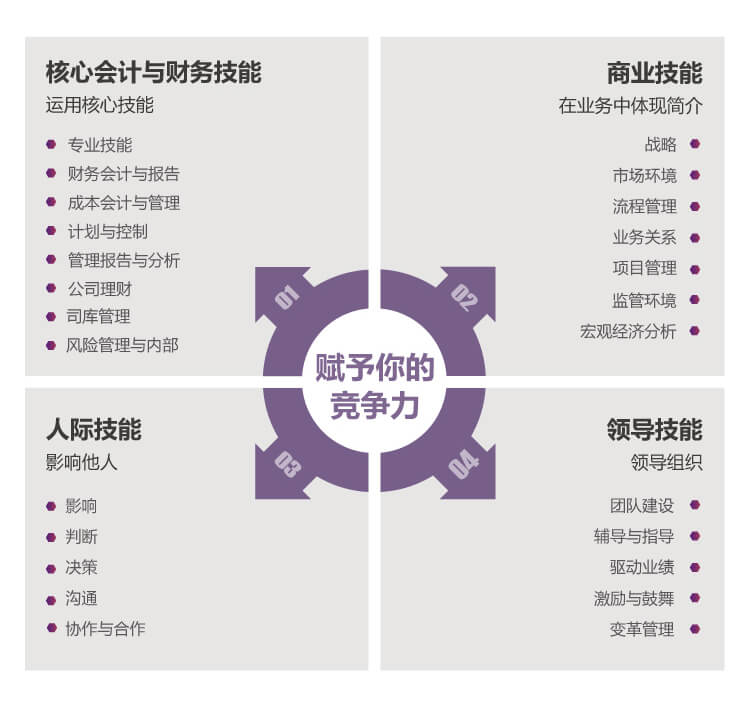 核心会计与财务技能
运用核心技能
专业技能
财务会计与报告
成本会计与管理
计划与控制
管理报告与分析
公司理财
司库管理
风险管理与内部
商业技能
在业务中体现简介
战略
市场环境
流程管理
业务关系
项目管理
监管环境
宏观经济分析
01
02
赋予你的
竞争力
03
04
人际技能
影响他人
影响
判断
决策
沟通
协作与合作
领导技能
领导组织
团队建设
辅导与指导
驱动业绩
激励与鼓舞
变革管理